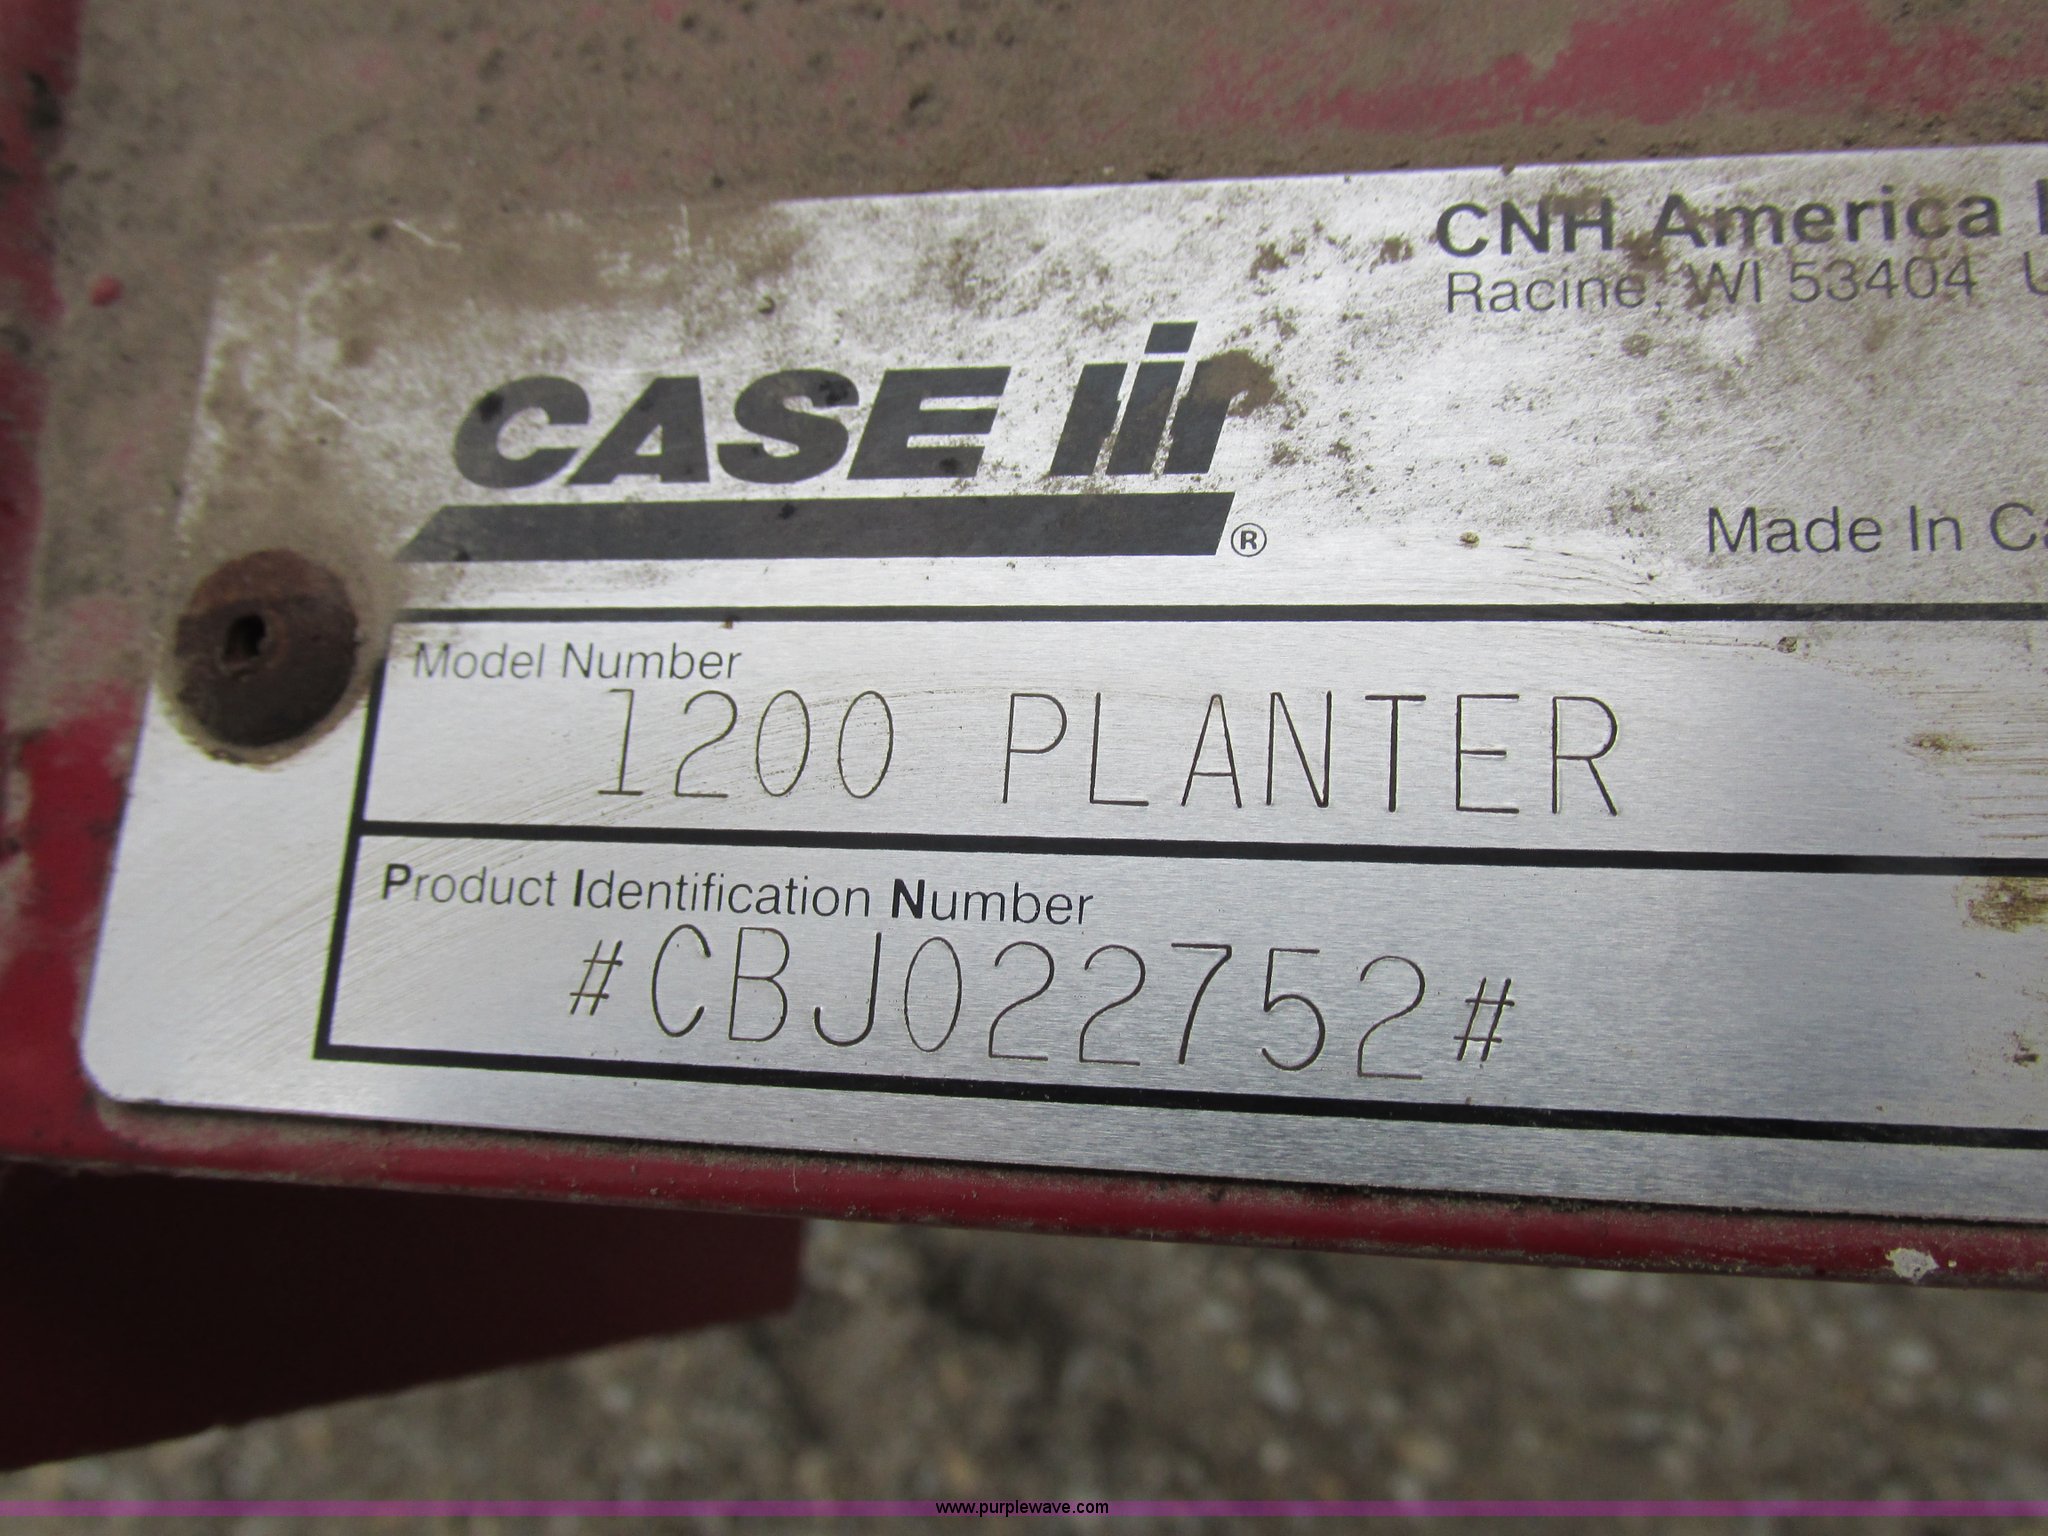 CNH America
Racine, WI 53404
CASE IH
®
Made In
Model Number
1200 PLANTER
Product Identification Number
#CBJ022752#
www.purplewave.com